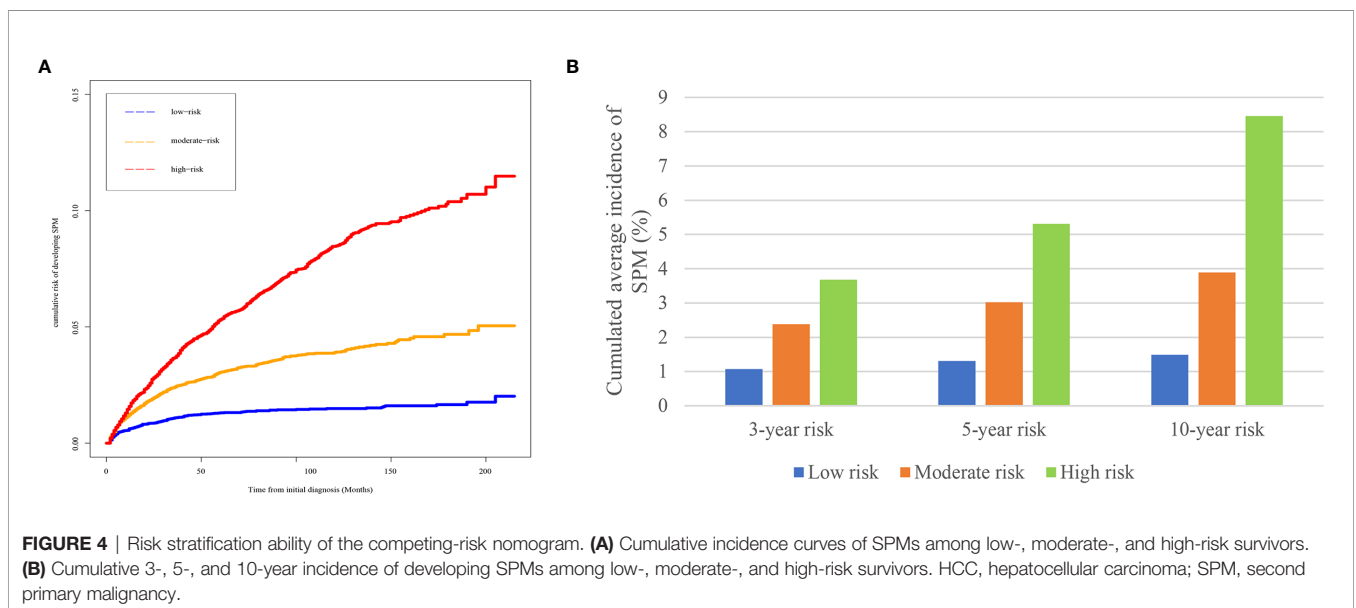 A
0.15
0.10
0.05
0.00
cumulative risk of developing SPM
low-risk
moderate-risk
high-risk
0
50
100
150
200
Time from initial diagnosis (Months)
B
Cumulated average incidence of
SPM (%)
9
8
7
6
5
4
3
2
1
0
3-year risk
5-year risk
10-year risk
Low risk
Moderate risk
High risk
FIGURE 4 | Risk stratification ability of the competing-risk nomogram. (A) Cumulative incidence curves of SPMs among low-, moderate-, and high-risk survivors.
(B) Cumulative 3-, 5-, and 10-year incidence of developing SPMs among low-, moderate-, and high-risk survivors. HCC, hepatocellular carcinoma; SPM, second
primary malignancy.